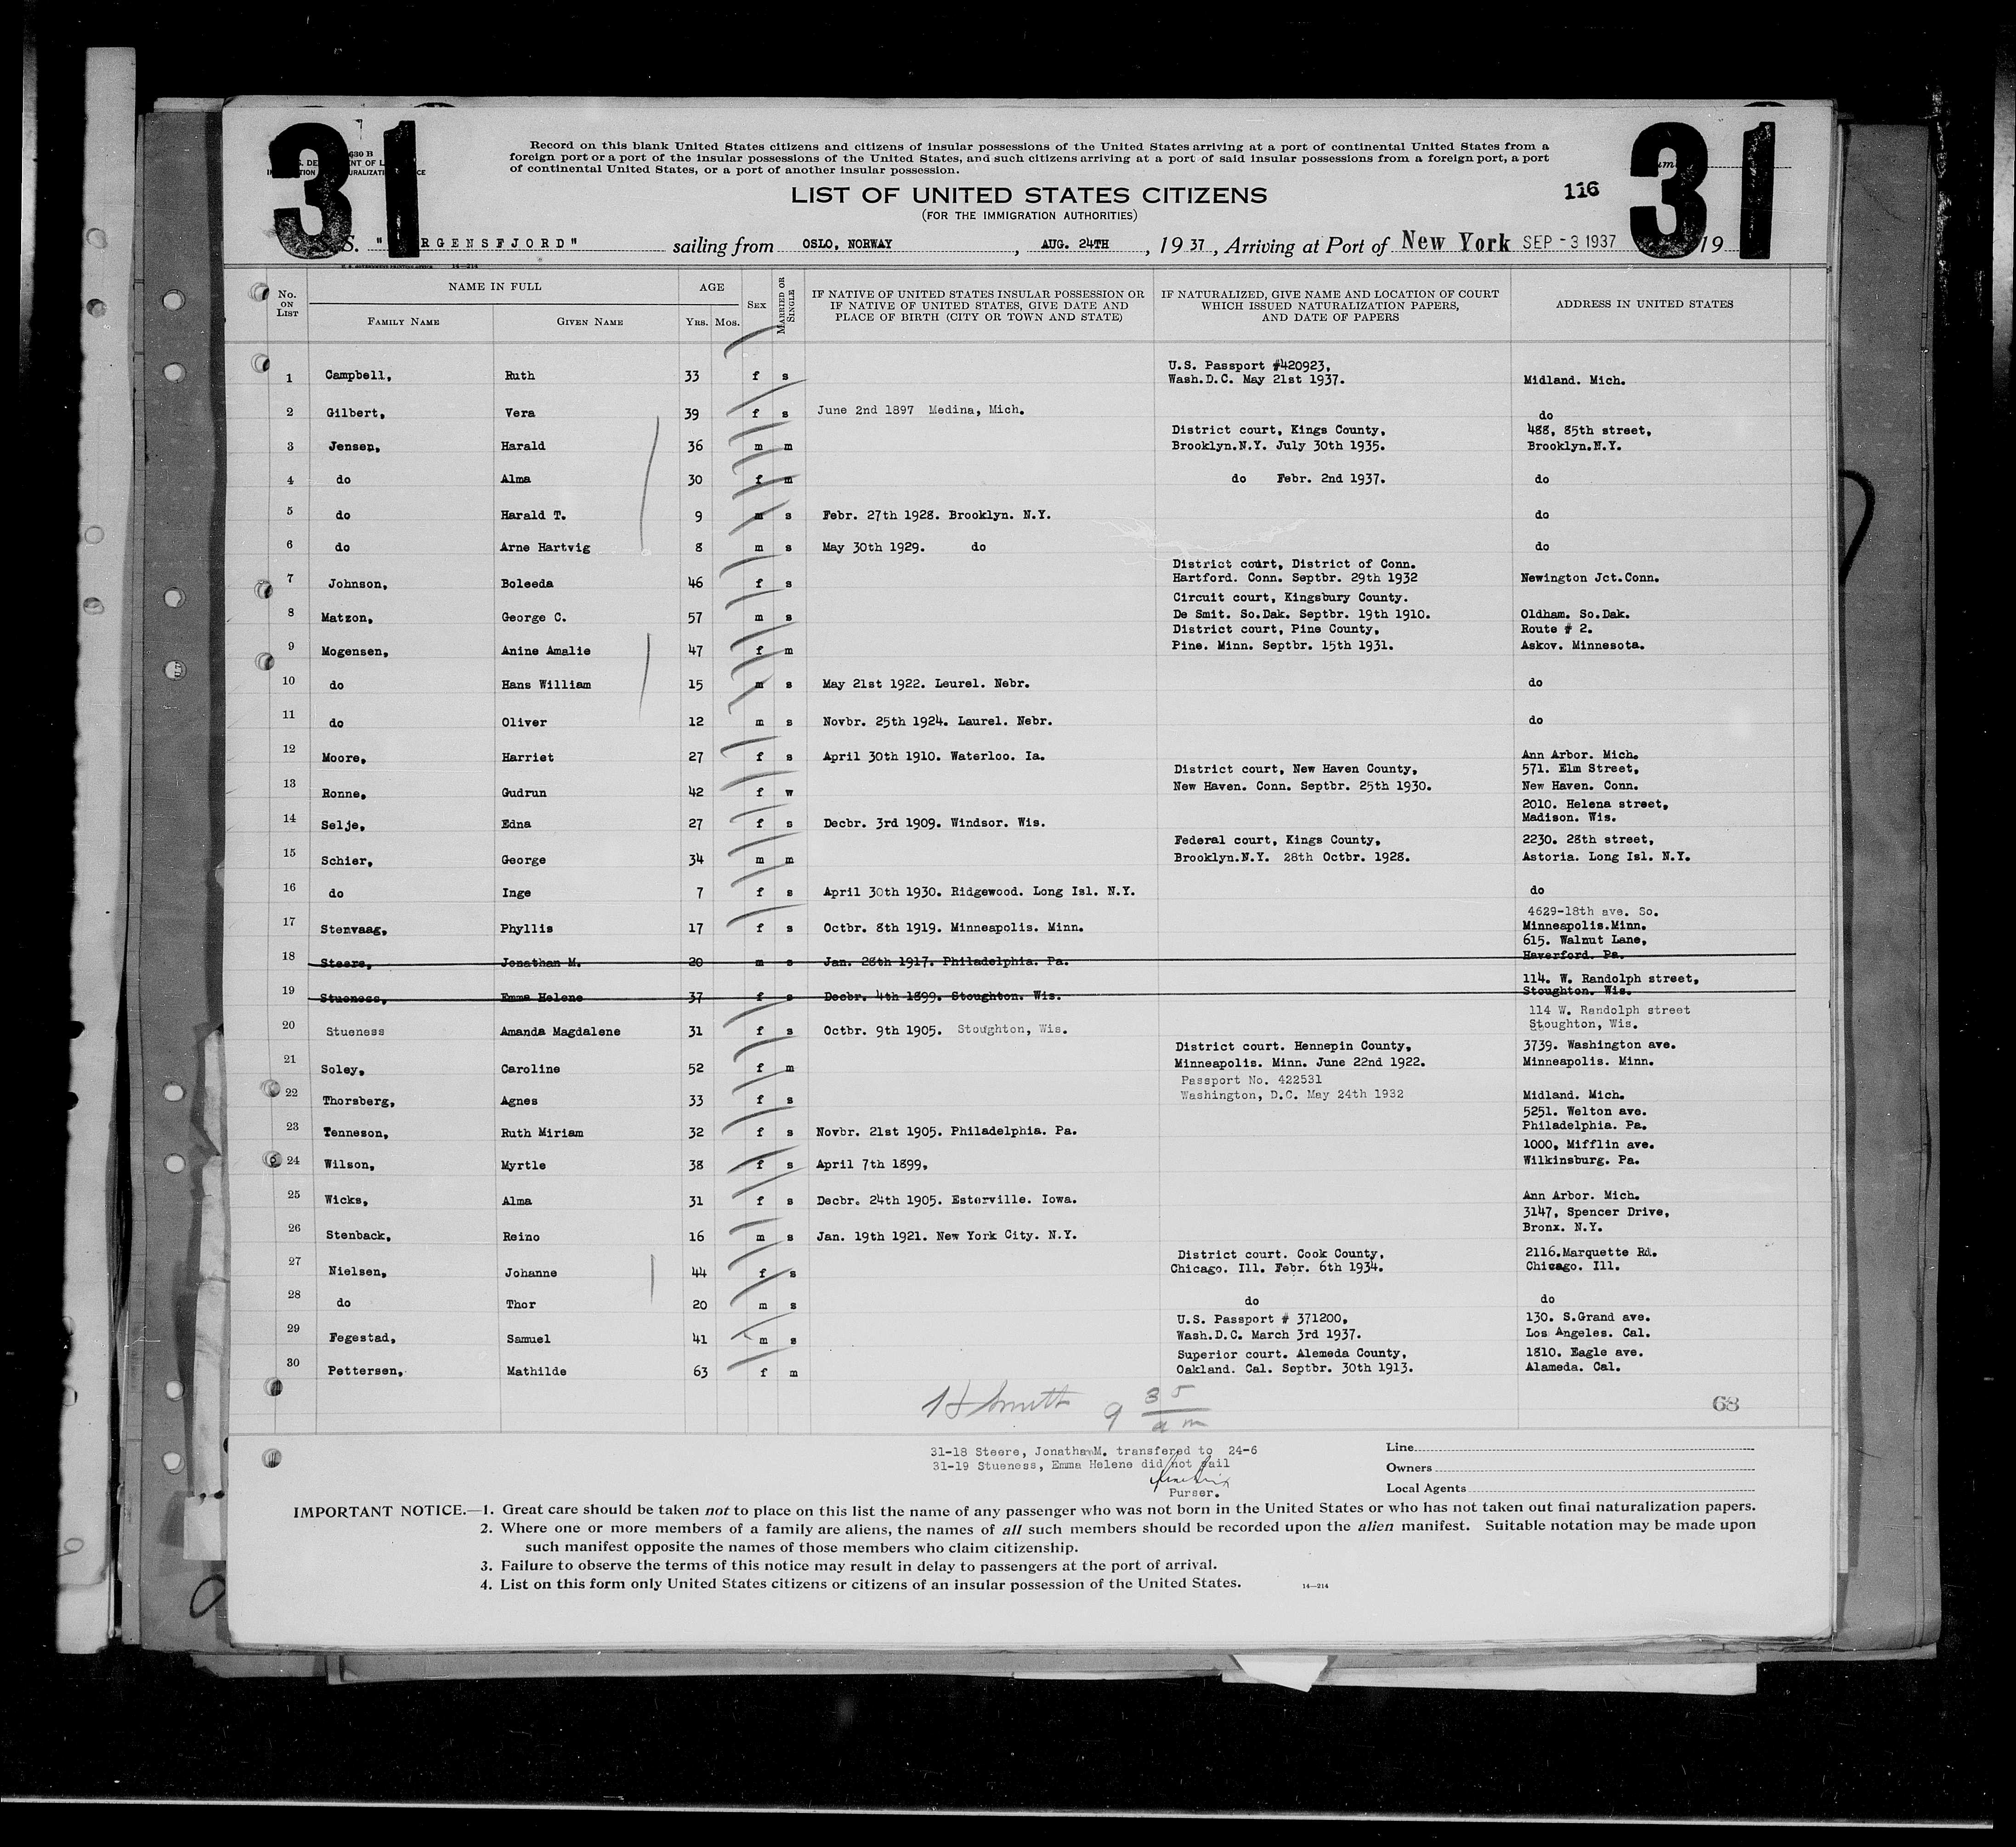 31
31
630 B
Record on this blank United States citizens and citizens of insular possessions of the United States arriving at a port of continental United States from a
foreign port or a port of the insular possessions of the United States, and such citizens arriving at a port of said insular possessions from a foreign port, a port
of continental United States, or a port of another insular possession.
LIST OF UNITED STATES CITIZENS
(FOR THE IMMIGRATION AUTHORITIES)
116
S. " RGENSFJORD" sailing from OSLO, NORWAY, AUG. 24TH, 1937, Arriving at Port of New York SEP -3 1937 19
No. ON LIST
NAME IN FULL
FAMILY NAME GIVEN NAME
AGE
YRS. MOS.
SEX
MARRIED OR SINGLE
IF NATIVE OF UNITED STATES INSULAR POSSESSION OR
IF NATIVE OF UNITED STATES, GIVE DATE AND
PLACE OF BIRTH (CITY OR TOWN AND STATE)
IF NATURALIZED, GIVE NAME AND LOCATION OF COURT
WHICH ISSUED NATURALIZATION PAPERS,
AND DATE OF PAPERS
ADDRESS IN UNITED STATES
U.S. Passport #420923,
1 Campbell, Ruth 33 f s Wash.D.C. May 21st 1937. Midland. Mich.
2 Gilbert, Vera 39 f s June 2nd 1897 Medina, Mich. do
District court, Kings County, 488, 85th street,
3 Jensen, Harald 36 m m Brooklyn.N.Y. July 30th 1935. Brooklyn.N.Y.
4 do Alma 30 f m do Febr. 2nd 1937. do
5 do Harald T. 9 m s Febr. 27th 1928. Brooklyn. N.Y. do
6 do Arne Hartvig 8 m s May 30th 1929. do do
District court, District of Conn.
7 Johnson, Boleeda 46 f s Hartford. Conn. Septbr. 29th 1932 Newington Jct.Conn.
Circuit court, Kingsbury County.
8 Matzon, George C. 57 m s De Smit. So.Dak. Septbr. 19th 1910. Oldham. So.Dak.
District court, Pine County, Route # 2.
9 Mogensen, Anine Amalie 47 f m Pine. Minn. Septbr. 15th 1931. Askov. Minnesota.
10 do Hans William 15 m s May 21st 1922. Leurel. Nebr. do
11 do Oliver 12 m s Novbr. 25th 1924. Laurel. Nebr. do
12 Moore, Harriet 27 f s April 30th 1910. Waterloo. Ia. Ann Arbor. Mich.
District court, New Haven County, 571. Elm Street,
13 Ronne, Gudrun 42 f w New Haven. Conn. Septbr. 25th 1930. New Haven. Conn.
2010. Helena street,
14 Selje, Edna 27 f s Decbr. 3rd 1909. Windsor. Wis. Madison. Wis.
Federal court, Kings County, 2230. 28th street,
15 Schier, George 34 m m Brooklyn.N.Y. 28th Octbr. 1928. Astoria. Long Isl. N.Y.
16 do Inge 7 f s April 30th 1930. Ridgewood. Long Isl. N.Y. do
4629-18th ave. So.
17 Stenvaag, Phyllis 17 f s Octbr. 8th 1919. Minneapolis. Minn. Minneapolis.Minn.
615. Walnut Lane,
18 Steere, Jonathan M. 20 m s Jan. 28th 1917. Philadelphia. Pa. Haverford. Pa.
114. W. Randolph street,
19 Stueness, Emma Helene 37 f s Decbr. 4th 1899. Stoughton. Wis. Stoughton. Wis.
114 W. Randolph street
20 Stueness Amanda Magdalene 31 f s Octbr. 9th 1905. Stoughton, Wis. Stoughton, Wis.
District court. Hennepin County, 3739. Washington ave.
21 Soley, Caroline 52 f m Minneapolis. Minn. June 22nd 1922. Minneapolis. Minn.
Passport No. 422531
22 Thorsberg, Agnes 33 f s Washington, D.C. May 24th 1932 Midland. Mich.
5251. Welton ave.
23 Tenneson, Ruth Miriam 32 f s Novbr. 21st 1905. Philadelphia. Pa. Philadelphia. Pa.
1000, Mifflin ave.
24 Wilson, Myrtle 38 f s April 7th 1899, Wilkinsburg. Pa.
25 Wicks, Alma 31 f s Decbr. 24th 1905. Esterville. Iowa. Ann Arbor. Mich.
3147, Spencer Drive,
26 Stenback, Reino 16 m s Jan. 19th 1921. New York City. N.Y. Bronx. N.Y.
District court. Cook County, 2116.Marquette Rd.
27 Nielsen, Johanne 44 f s Chicago. Ill. Febr. 6th 1934. Chicago. Ill.
28 do Thor 20 m s do do
U.S. Passport # 371200, 130. S.Grand ave.
29 Fegestad, Samuel 41 m s Wash.D.C. March 3rd 1937. Los Angeles. Cal.
Superior court. Alemeda County, 1810. Eagle ave.
30 Pettersen, Mathilde 63 f m Oakland. Cal. Septbr. 30th 1913. Alameda. Cal.
H Smith 9 35 am
68
31-18 Steere, Jonathan M. transfered to 24-6
31-19 Stueness, Emma Helene did not sail
Purser.
Line
Owners
Local Agents
IMPORTANT NOTICE.—1. Great care should be taken not to place on this list the name of any passenger who was not born in the United States or who has not taken out final naturalization papers.
2. Where one or more members of a family are aliens, the names of all such members should be recorded upon the alien manifest. Suitable notation may be made upon
such manifest opposite the names of those members who claim citizenship.
3. Failure to observe the terms of this notice may result in delay to passengers at the port of arrival.
4. List on this form only United States citizens or citizens of an insular possession of the United States.
14—214